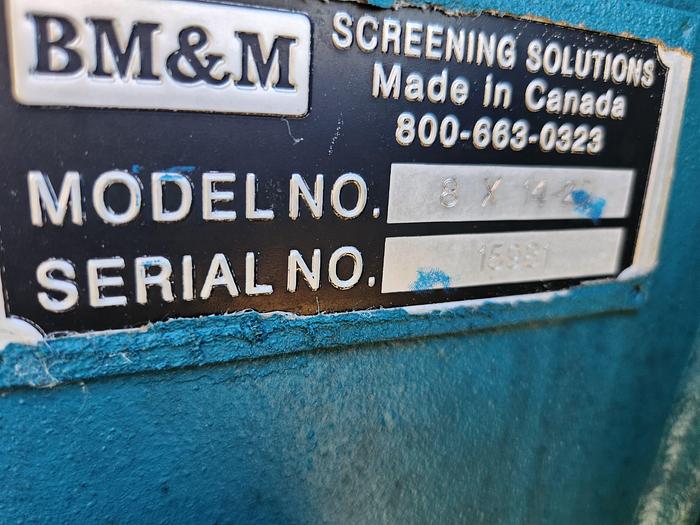 BM&M
SCREENING SOLUTIONS
Made in Canada
800-663-0323
MODEL NO. 8 X 14
SERIAL NO.